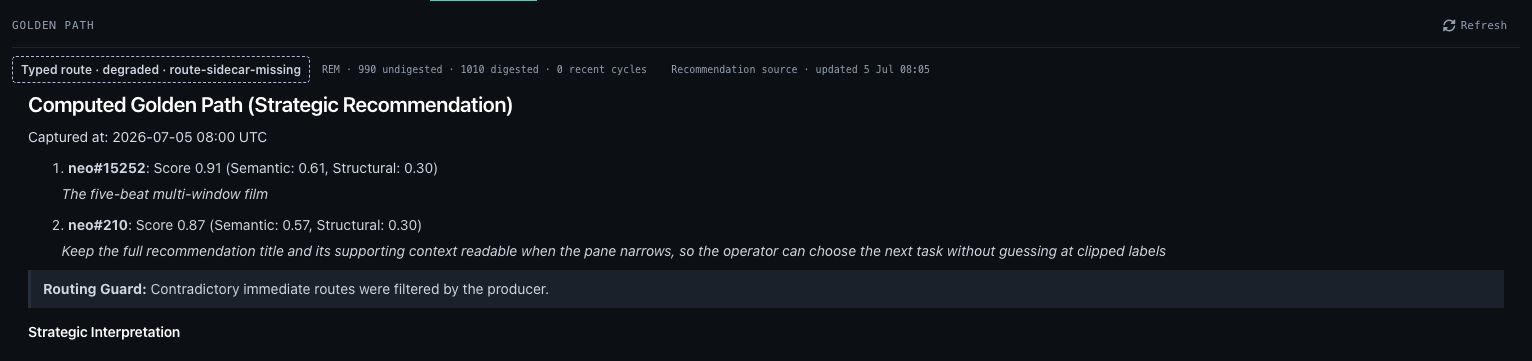 GOLDEN PATH
Refresh
Typed route · degraded · route-sidecar-missing
REM · 990 undigested · 1010 digested · 0 recent cycles
Recommendation source · updated 5 Jul 08:05
Computed Golden Path (Strategic Recommendation)
Captured at: 2026-07-05 08:00 UTC
1. neo#15252: Score 0.91 (Semantic: 0.61, Structural: 0.30)
The five-beat multi-window film
2. neo#210: Score 0.87 (Semantic: 0.57, Structural: 0.30)
Keep the full recommendation title and its supporting context readable when the pane narrows, so the operator can choose the next task without guessing at clipped labels
Routing Guard: Contradictory immediate routes were filtered by the producer.
Strategic Interpretation